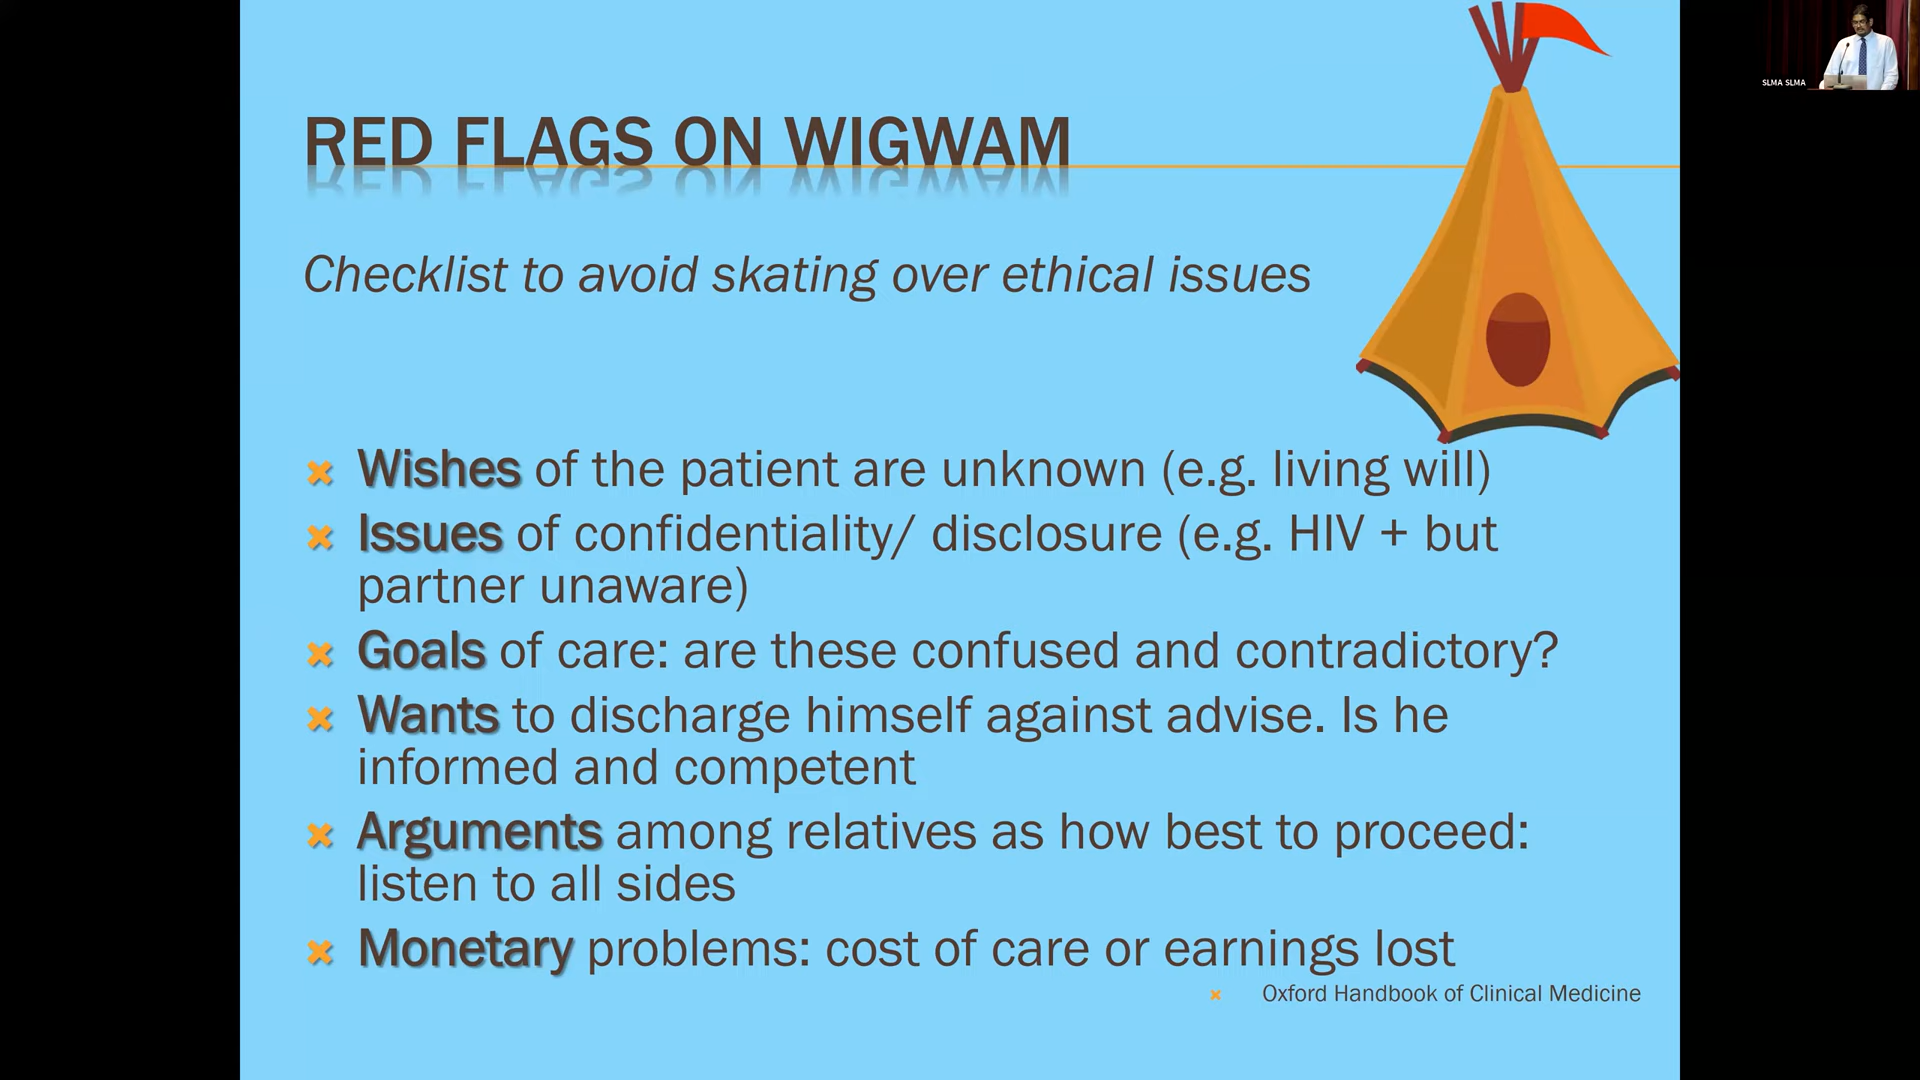 SLMA SLMA
RED FLAGS ON WIGWAM
Checklist to avoid skating over ethical issues
Wishes of the patient are unknown (e.g. living will)
Issues of confidentiality/ disclosure (e.g. HIV + but
partner unaware)
Goals of care: are these confused and contradictory?
Wants to discharge himself against advise. Is he
informed and competent
Arguments among relatives as how best to proceed:
listen to all sides
Monetary problems: cost of care or earnings lost
Oxford Handbook of Clinical Medicine